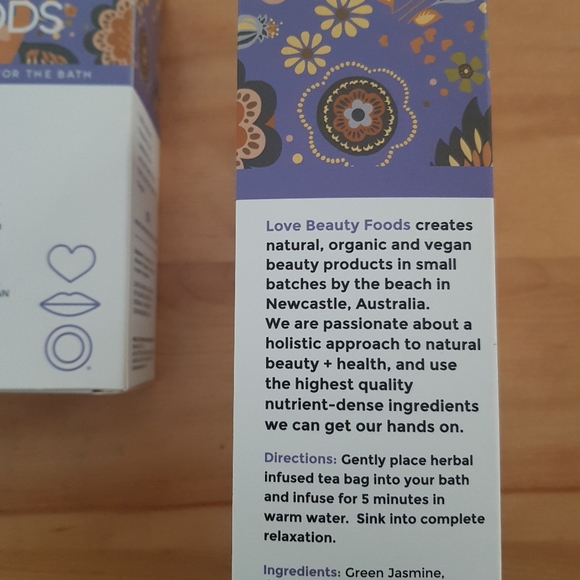 ODS
OR THE BATH
AN
Love Beauty Foods creates
natural, organic and vegan
beauty products in small
batches by the beach in
Newcastle, Australia.
We are passionate about a
holistic approach to natural
beauty + health, and use
the highest quality
nutrient-dense ingredients
we can get our hands on.
Directions: Gently place herbal
infused tea bag into your bath
and infuse for 5 minutes in
warm water. Sink into complete
relaxation.
Ingredients: Green Jasmine,